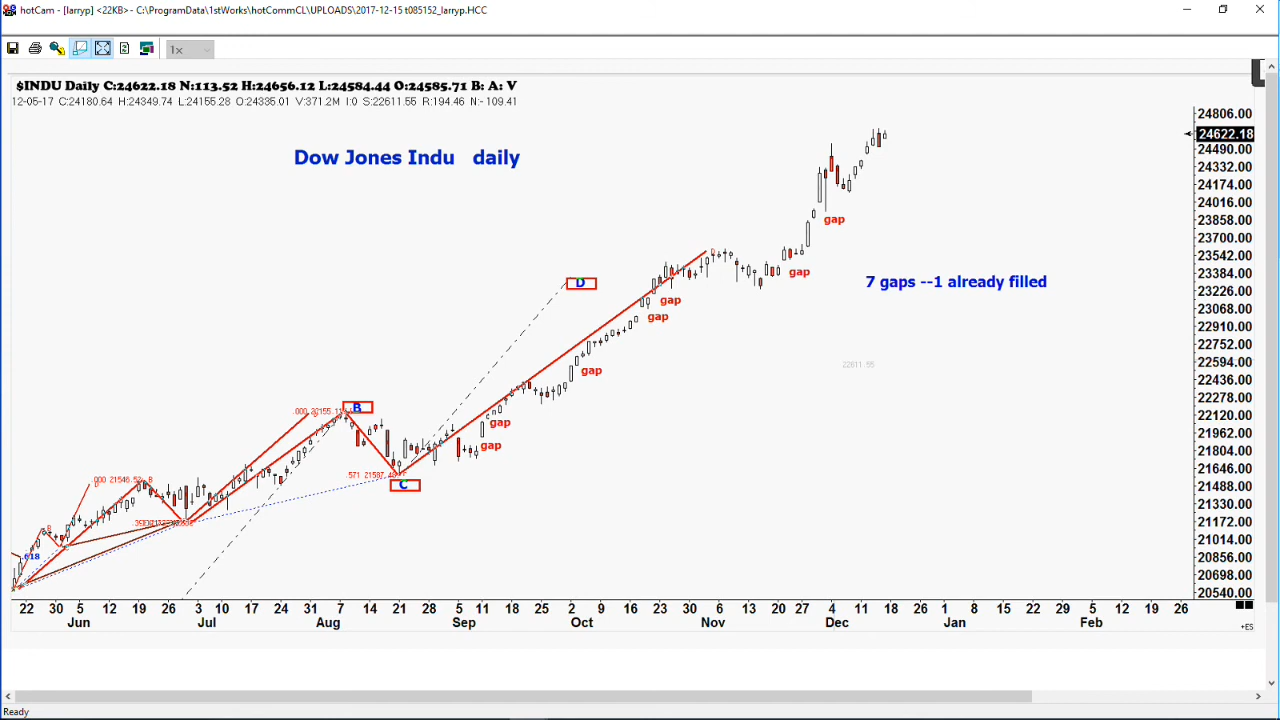 hotCam - [larryp] <22KB> - C:\ProgramData\1stWorks\hotCommCL\UPLOADS\2017-12-15 t085152_larryp.HCC
1x
$INDU Daily C:24622.18 N:113.52 H:24656.12 L:24584.44 O:24585.71 B: A: V
12-05-17 C:24180.64 H:24349.74 L:24155.28 O:24335.01 V:371.2M I:0 S:22611.55 R:194.46 N:- 109.41
Dow Jones Indu daily
24806.00
24622.18
24490.00
24332.00
24174.00
24016.00
23858.00
23700.00
23542.00
23384.00
23226.00
23068.00
22910.00
22752.00
22594.00
22436.00
22278.00
22120.00
21962.00
21804.00
21646.00
21488.00
21330.00
21172.00
21014.00
20856.00
20698.00
20540.00
gap
D
gap
D
7 gaps --1 already filled
gap
gap
22611.55
gap
B
gap
gap
C
.618
22 30 5 12 19 26 3 10 17 24 31 7 14 21 28 5 11 18 25 2 9 16 23 30 6 13 20 27 4 11 18 26 1 8 15 22 29 5 12 19 26
Jun Jul Aug Sep Oct Nov Dec Jan Feb
+ES
Ready